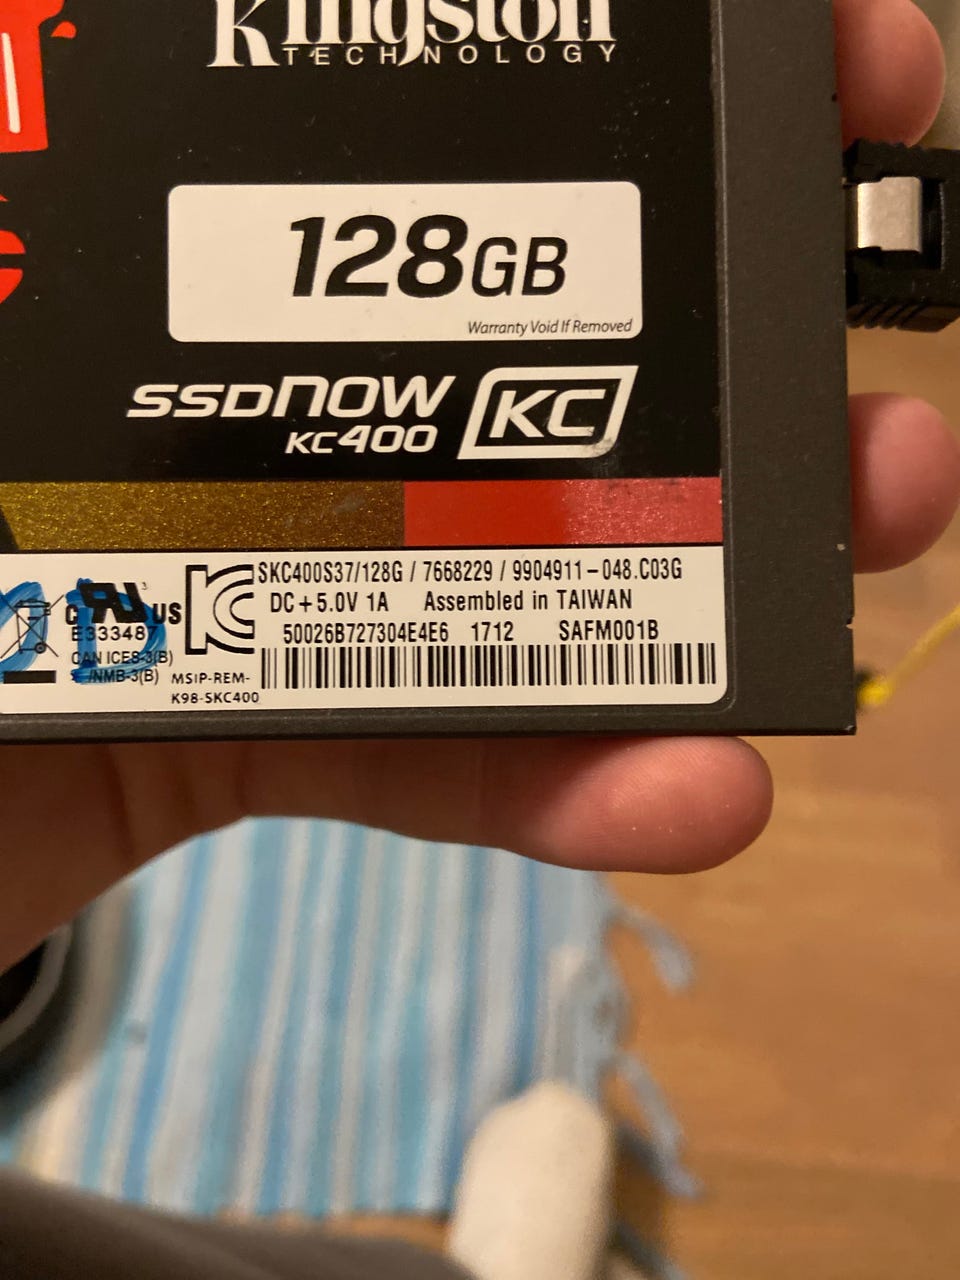 Kingston
TECHNOLOGY
128GB
Warranty Void If Removed
SSDNOW
KC400
KC
SKC400S37/128G / 7668229 / 9904911-048.C03G
DC+5.0V 1A Assembled in TAIWAN
50026B727304E4E6 1712 SAFM001B
C US
E333487
CAN ICES-3(B)
/NMB-3(B)
MSIP-REM-
K98-SKC400